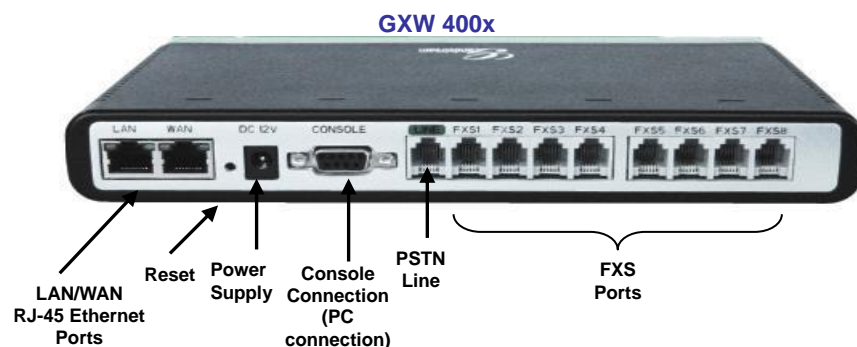 GXW 400x
Grandstream
LAN WAN DC 12V CONSOLE LINE FXS1 FXS2 FXS3 FXS4 FXS5 FXS6 FXS7 FXS8
LAN/WAN
RJ-45 Ethernet
Ports
Reset
Power
Supply
Console
Connection
(PC
connection)
PSTN
Line
FXS
Ports